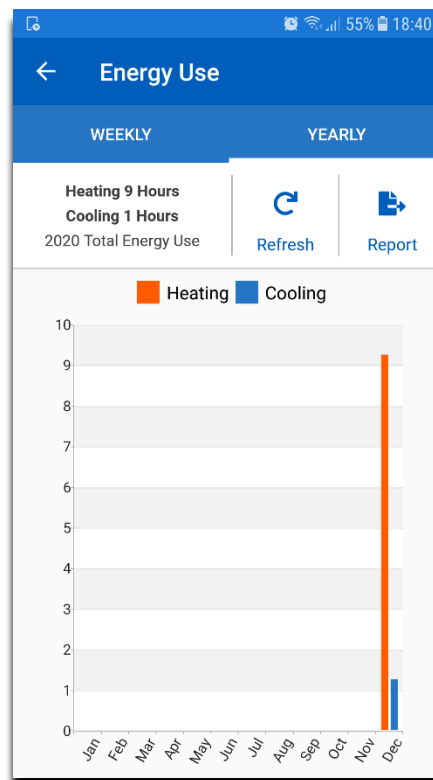 55% 18:40
Energy Use
WEEKLY YEARLY
Heating 9 Hours
Cooling 1 Hours
2020 Total Energy Use
Refresh
Report
Heating Cooling
10
9
8
7
6
5
4
3
2
1
0
Jan Feb Mar Apr May Jun Jul Aug Sep Oct Nov Dec